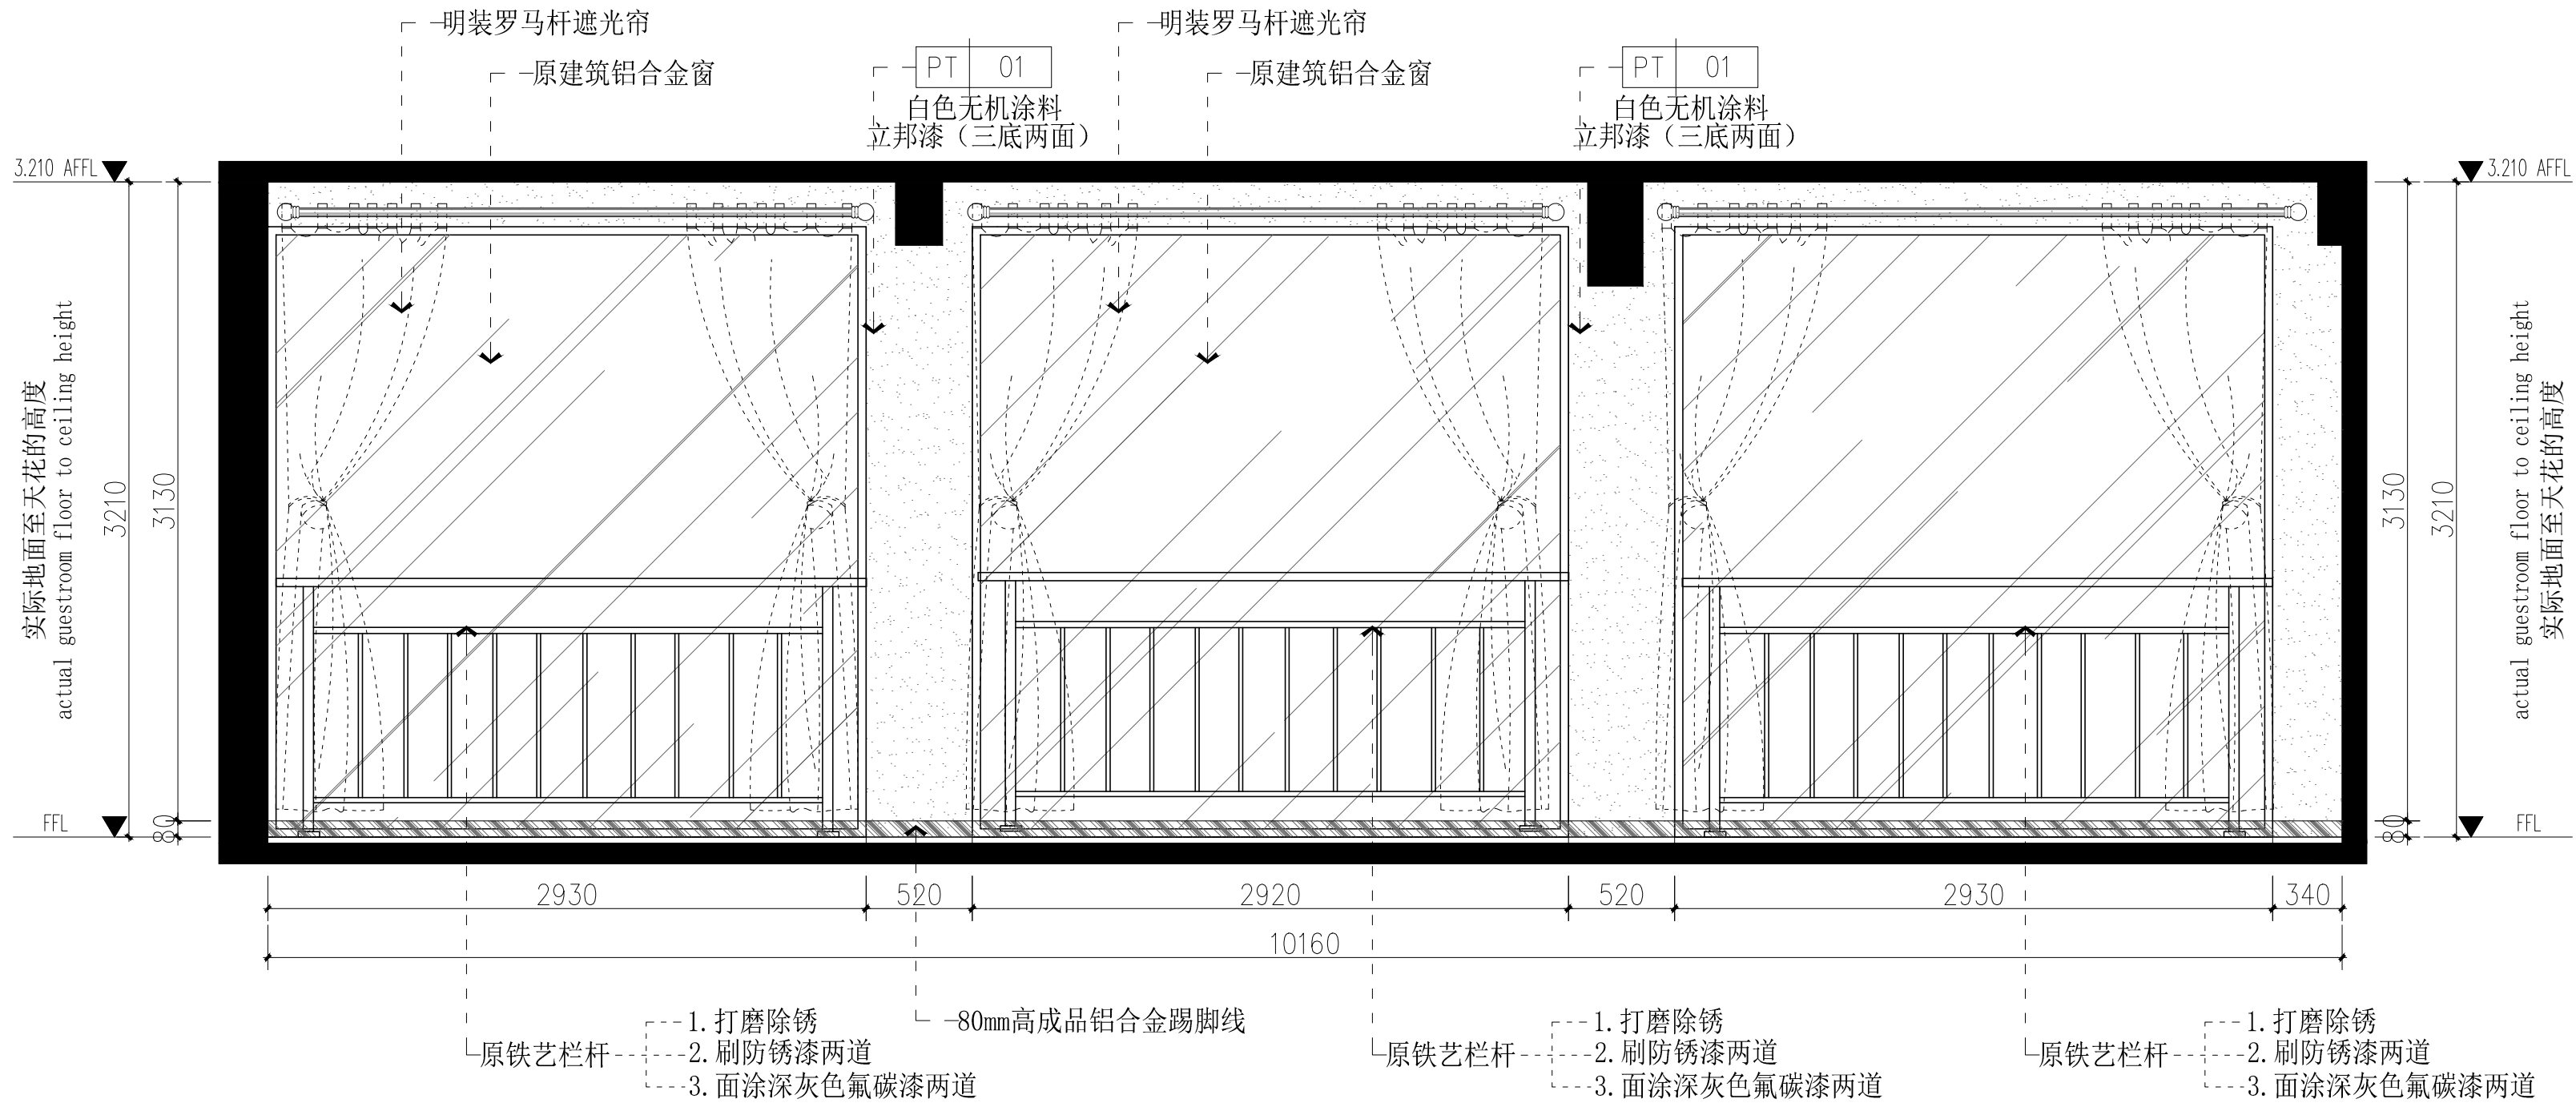 明装罗马杆遮光帘
原建筑铝合金窗
PT 01
白色无机涂料
立邦漆（三底两面）
明装罗马杆遮光帘
原建筑铝合金窗
PT 01
白色无机涂料
立邦漆（三底两面）
3.210 AFFL
3.210 AFFL
实际地面至天花的高度
actual guestroom floor to ceiling height
3210
3130
80
FFL
3130
3210
80
FFL
actual guestroom floor to ceiling height
实际地面至天花的高度
2930
520
2920
520
2930
340
10160
原铁艺栏杆
1.打磨除锈
2.刷防锈漆两道
3.面涂深灰色氟碳漆两道
80mm高成品铝合金踢脚线
原铁艺栏杆
1.打磨除锈
2.刷防锈漆两道
3.面涂深灰色氟碳漆两道
原铁艺栏杆
1.打磨除锈
2.刷防锈漆两道
3.面涂深灰色氟碳漆两道